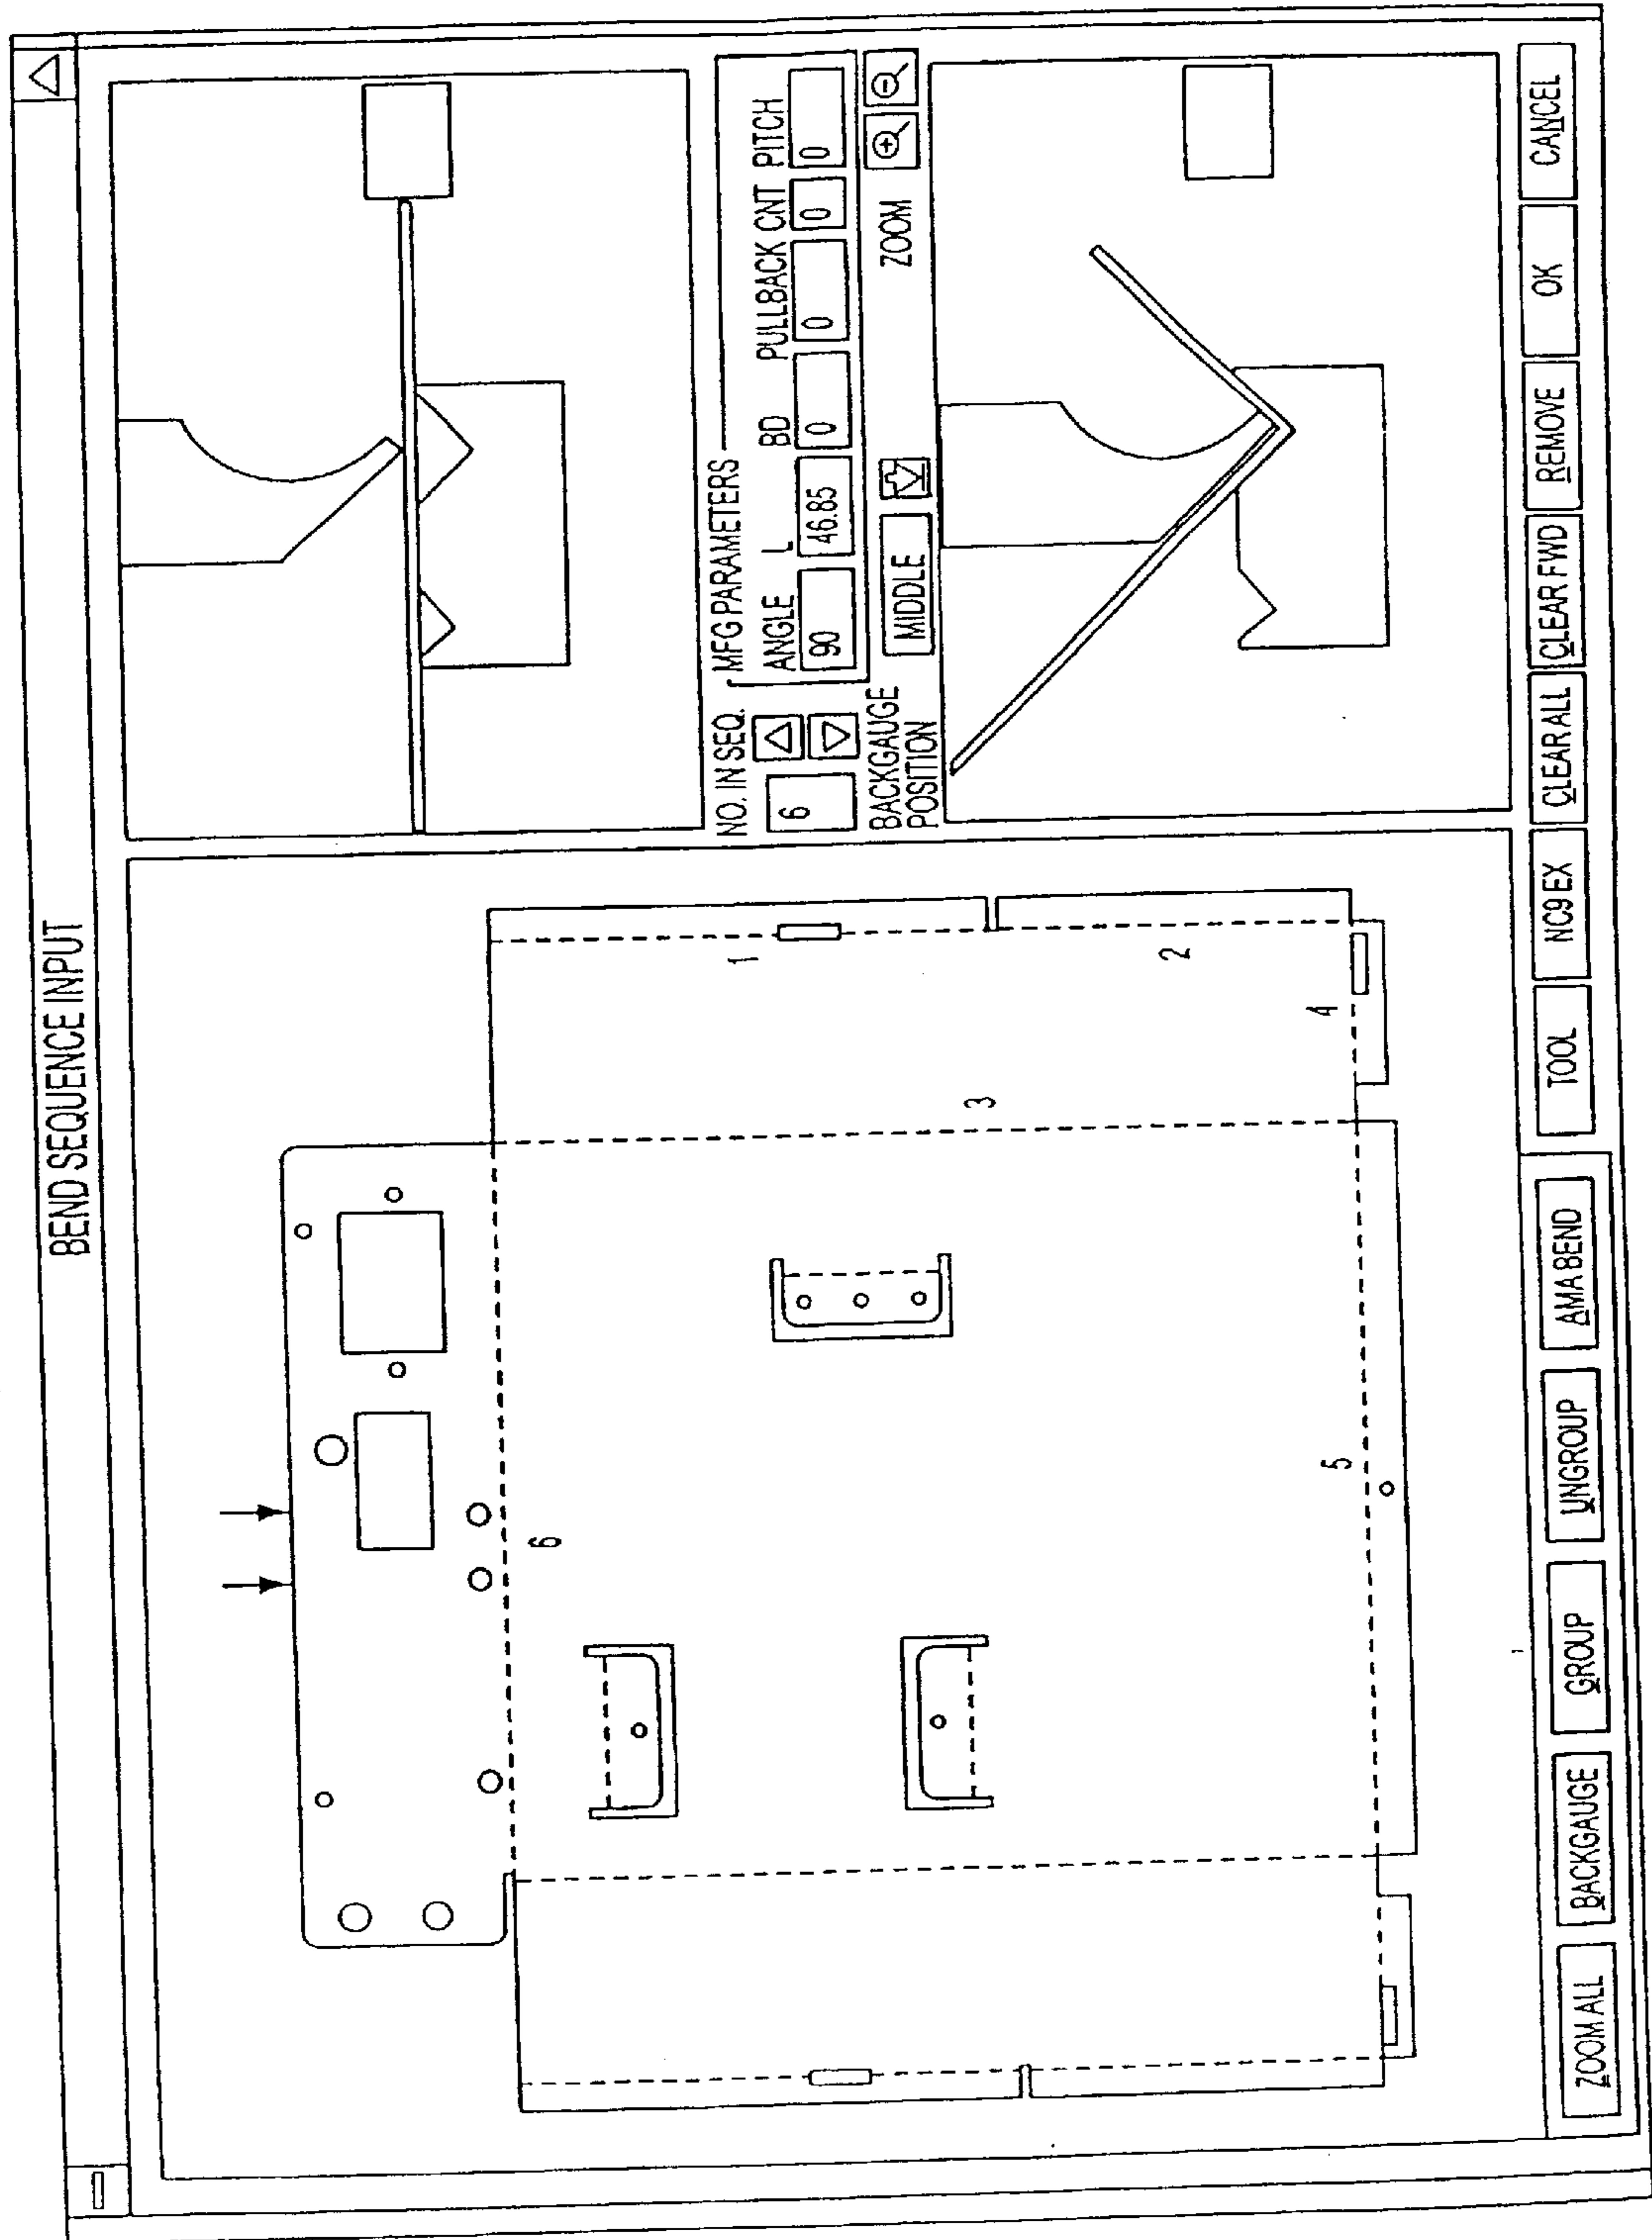 BEND SEQUENCE INPUT
1
2
3
4
5
6
NO. IN SEQ.
6
MFG PARAMETERS
ANGLE L BD PULLBACK CNT PITCH
90 46.85 0 0 0 0
BACKGAUGE
POSITION
MIDDLE
ZOOM
ZOOM ALL
BACKGAUGE
GROUP
UNGROUP
AMA BEND
TOOL
NC9 EX
CLEAR ALL
CLEAR FWD
REMOVE
OK
CANCEL